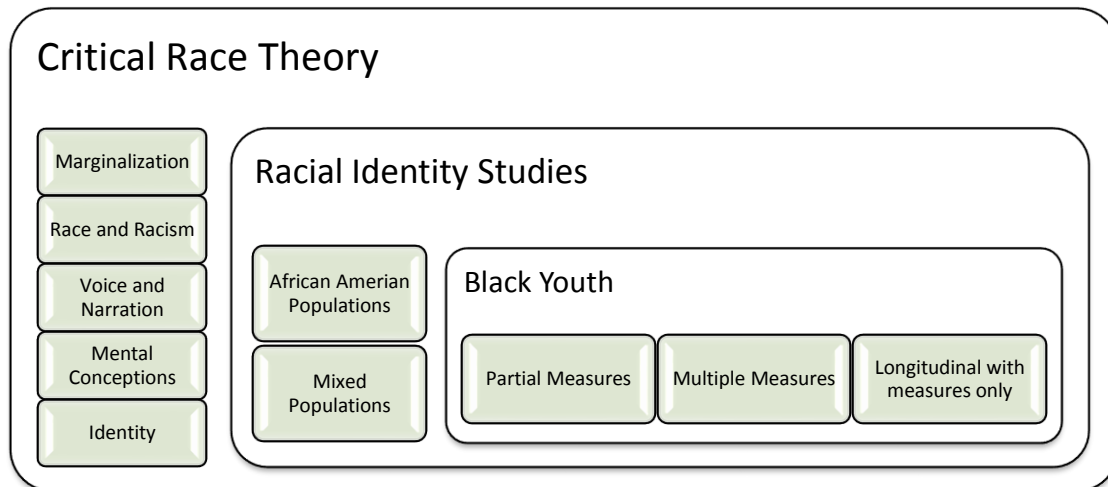 Critical Race Theory
Marginalization
Race and Racism
Voice and
Narration
Mental
Conceptions
Identity
Racial Identity Studies
African Amerian
Populations
Mixed
Populations
Black Youth
Partial Measures
Multiple Measures
Longitudinal with
measures only